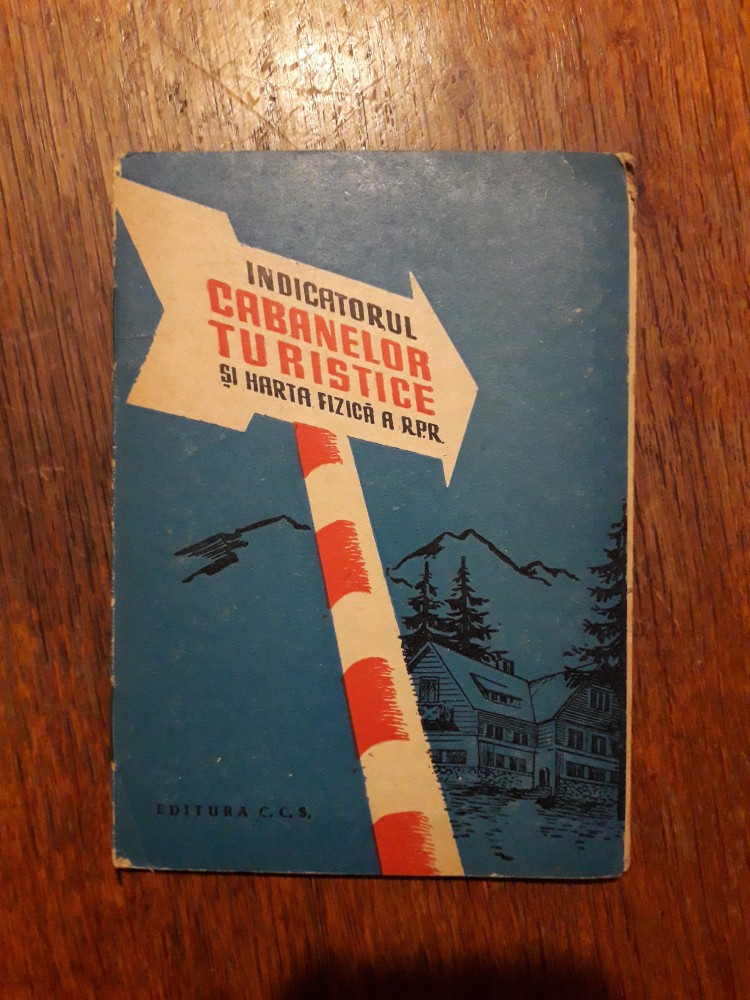 INDICATORUL
CABANELOR
TURISTICE
ȘI HARTA FIZICĂ A R.P.R.
EDITURA C.C.S.